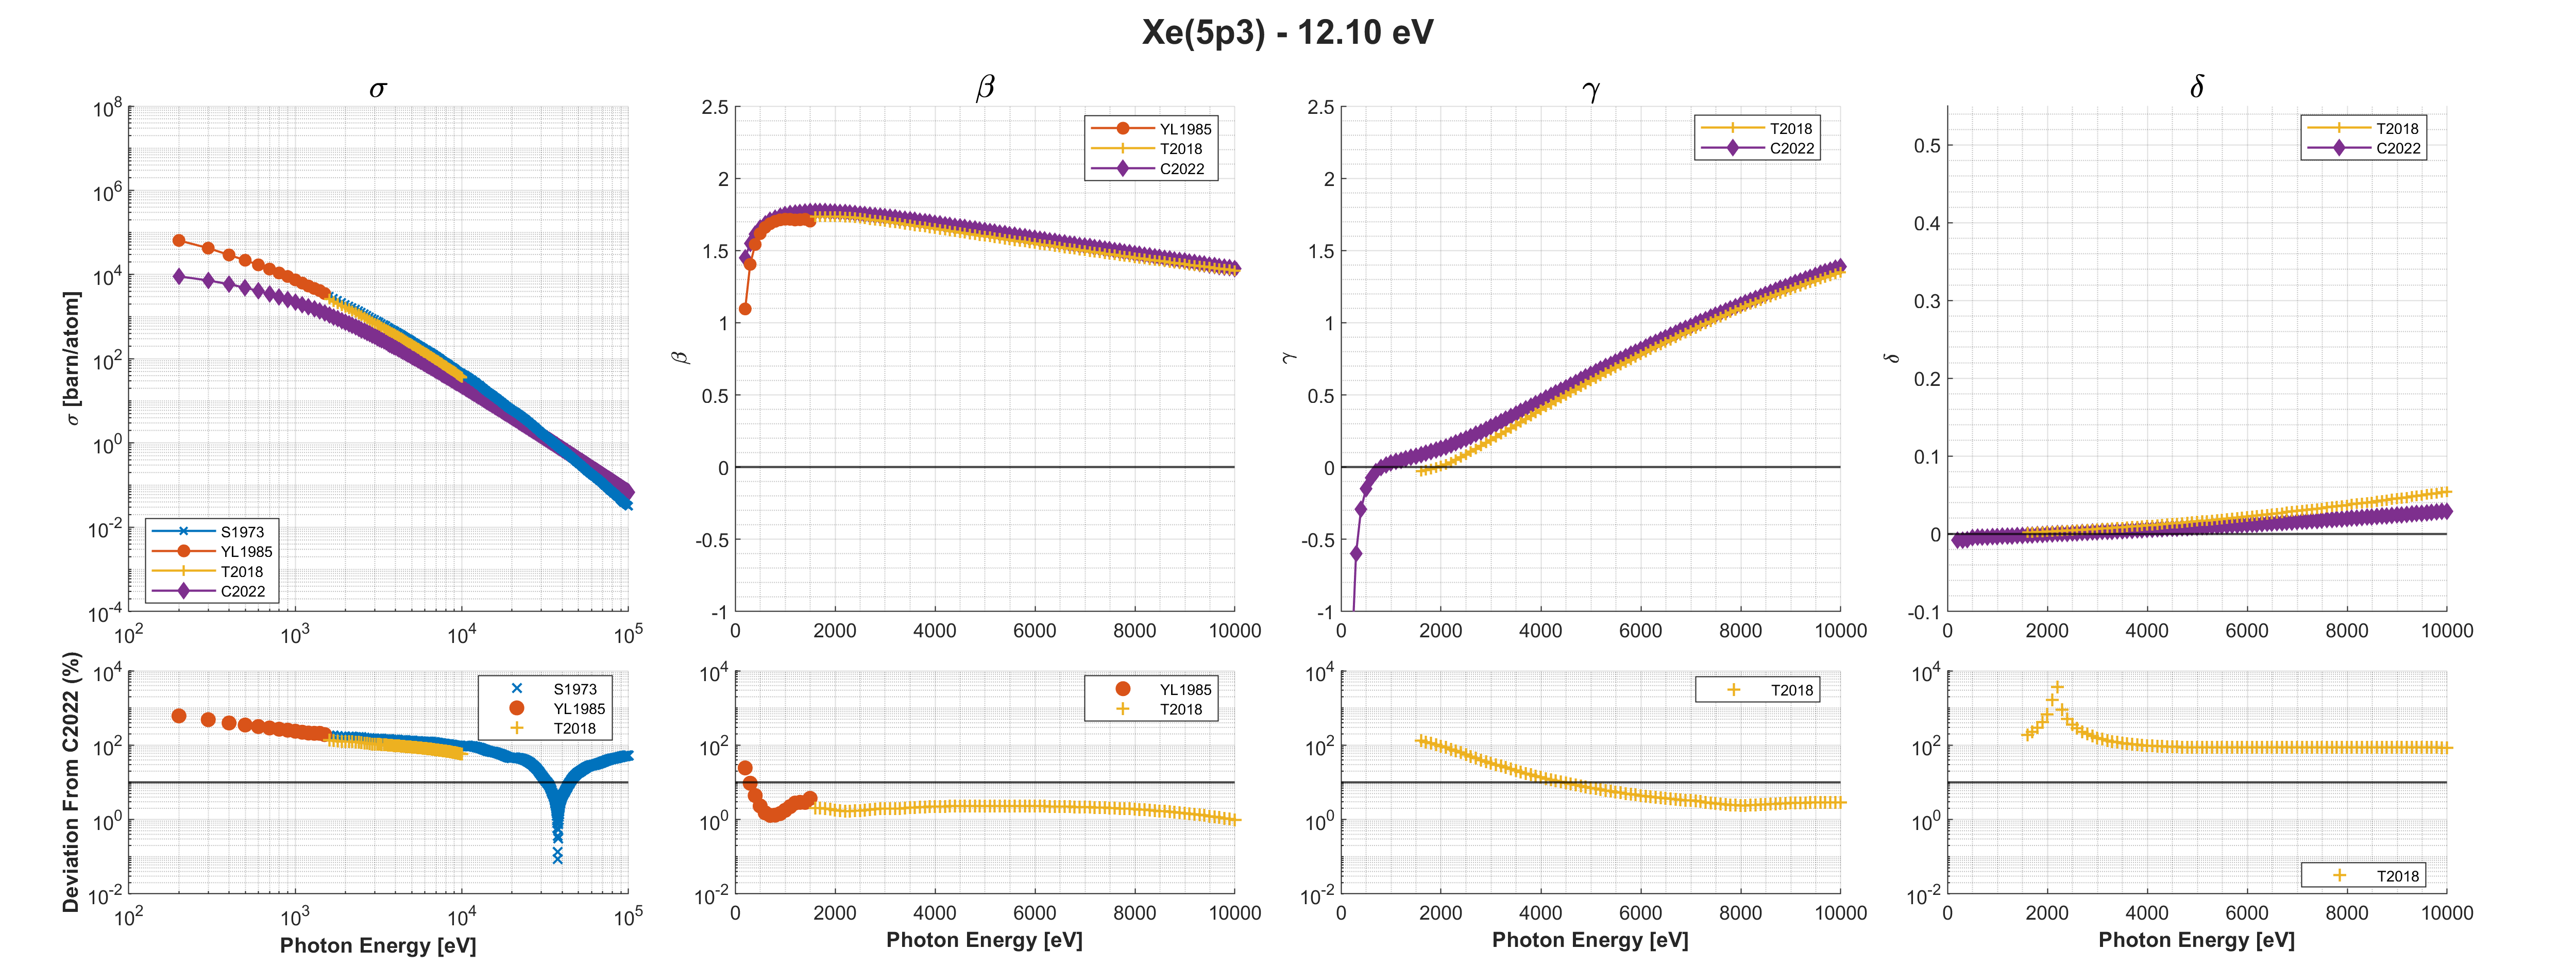 Xe(5p3) - 12.10 eV
σ
σ [barn/atom]
10^8
10^6
10^4
10^2
10^0
10^-2
10^-4
10^2
10^3
10^4
10^5
S1973
YL1985
T2018
C2022
β
β
2.5
2
1.5
1
0.5
0
-0.5
-1
0
2000
4000
6000
8000
10000
YL1985
T2018
C2022
γ
γ
2.5
2
1.5
1
0.5
0
-0.5
-1
0
2000
4000
6000
8000
10000
T2018
C2022
δ
δ
0.5
0.4
0.3
0.2
0.1
0
-0.1
0
2000
4000
6000
8000
10000
T2018
C2022
Deviation From C2022 (%)
10^4
10^2
10^0
10^-2
10^2
10^3
10^4
10^5
Photon Energy [eV]
S1973
YL1985
T2018
10^4
10^2
10^0
10^-2
0
2000
4000
6000
8000
10000
Photon Energy [eV]
YL1985
T2018
10^4
10^2
10^0
10^-2
0
2000
4000
6000
8000
10000
Photon Energy [eV]
T2018
10^4
10^2
10^0
10^-2
0
2000
4000
6000
8000
10000
Photon Energy [eV]
T2018